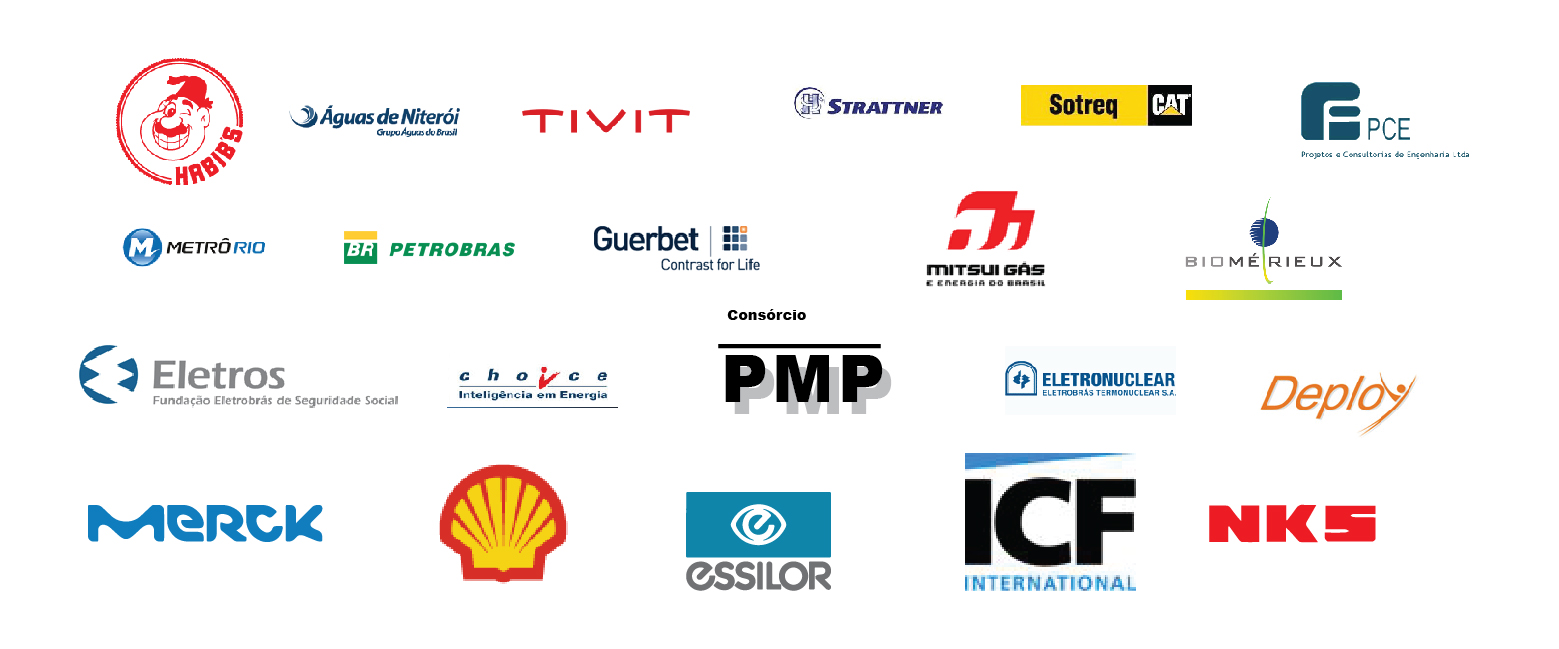 HABIB'S
Águas de Niterói
Grupo Águas do Brasil
TIVIT
H STRATTNER
Sotreq CAT
PCE
Projetos e Consultorias de Engenharia Ltda
M METRÔ RIO
BR PETROBRAS
Guerbet
Contrast for Life
MITSUI GÁS
E ENERGIA DO BRASIL
BIOMÉRIEUX
Eletros
Fundação Eletrobrás de Seguridade Social
choice
Inteligência em Energia
Consórcio
PMP
ELETRONUCLEAR
ELETROBRÁS TERMONUCLEAR S.A.
Deploy
MERCK
e
essilor
ICF
INTERNATIONAL
NKS